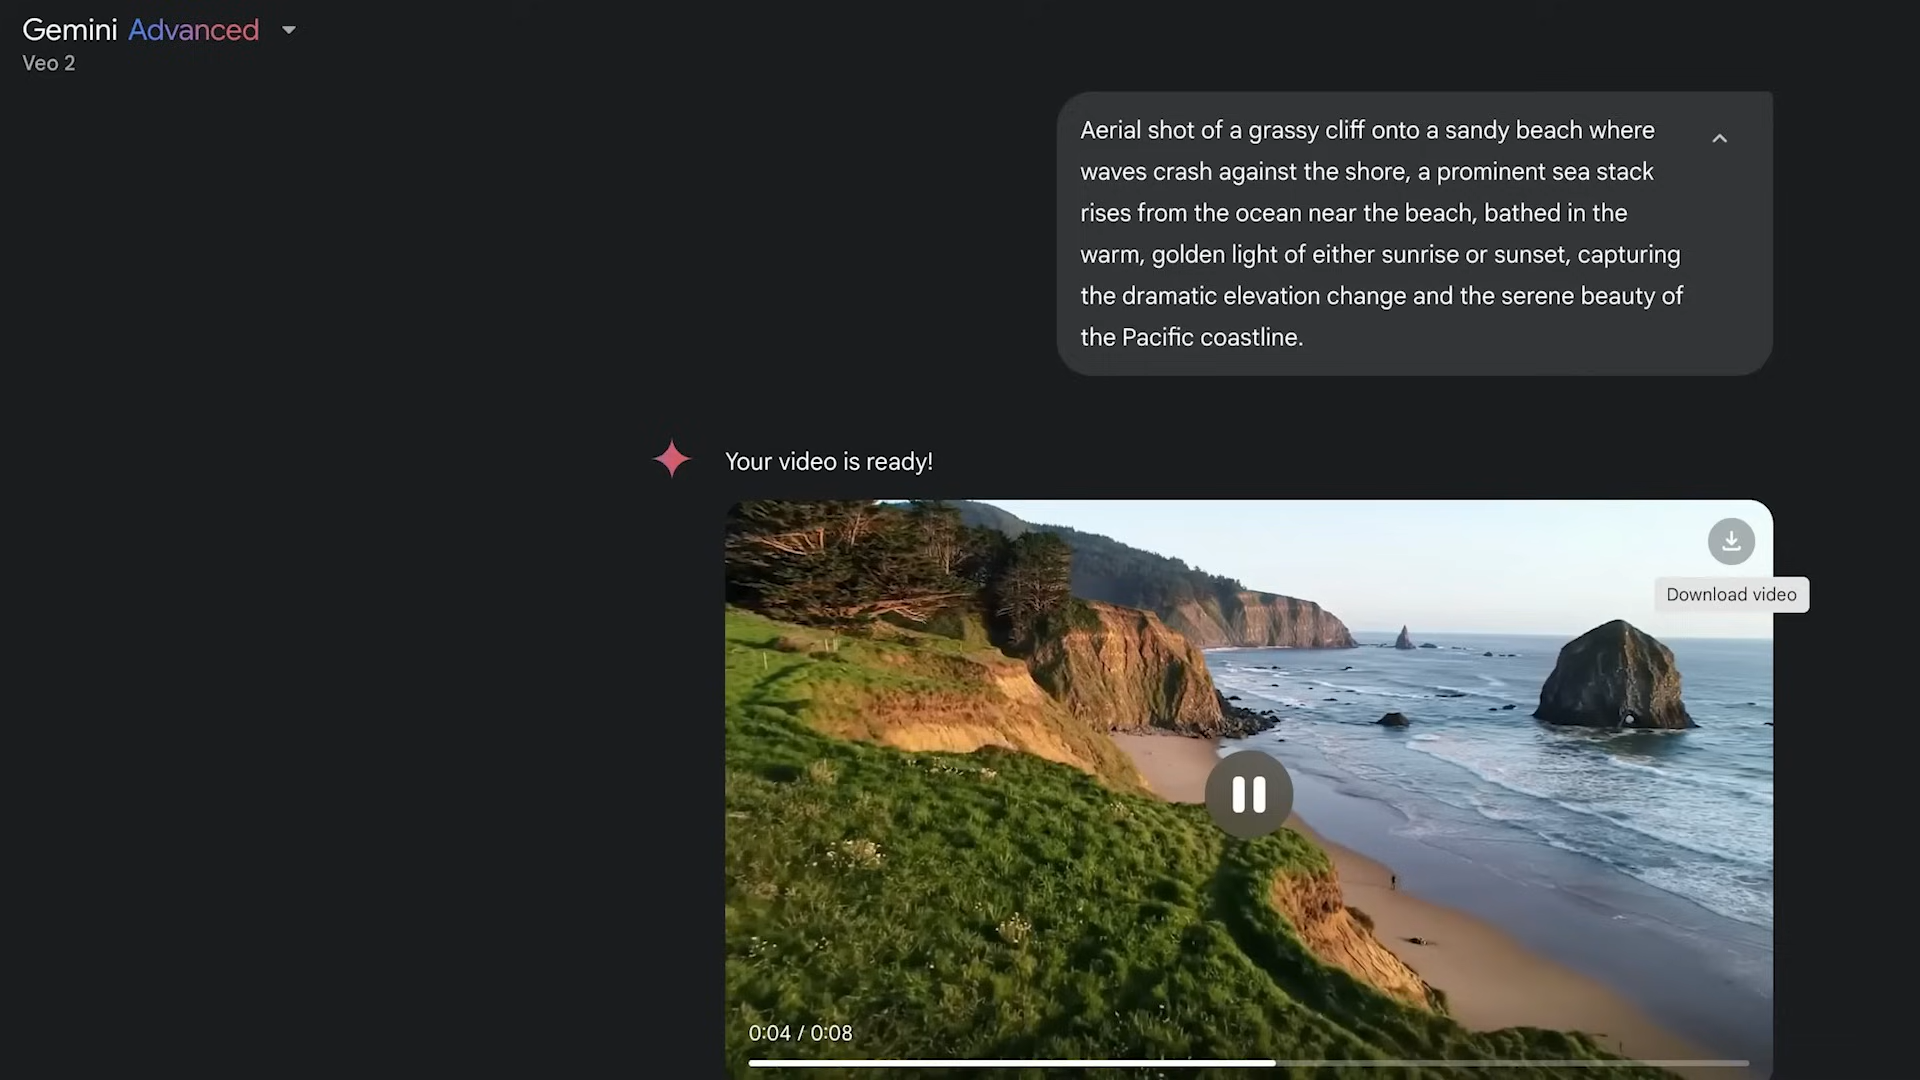 Gemini Advanced
Veo 2
Aerial shot of a grassy cliff onto a sandy beach where
waves crash against the shore, a prominent sea stack
rises from the ocean near the beach, bathed in the
warm, golden light of either sunrise or sunset, capturing
the dramatic elevation change and the serene beauty of
the Pacific coastline.
Your video is ready!
Download video
0:04 / 0:08